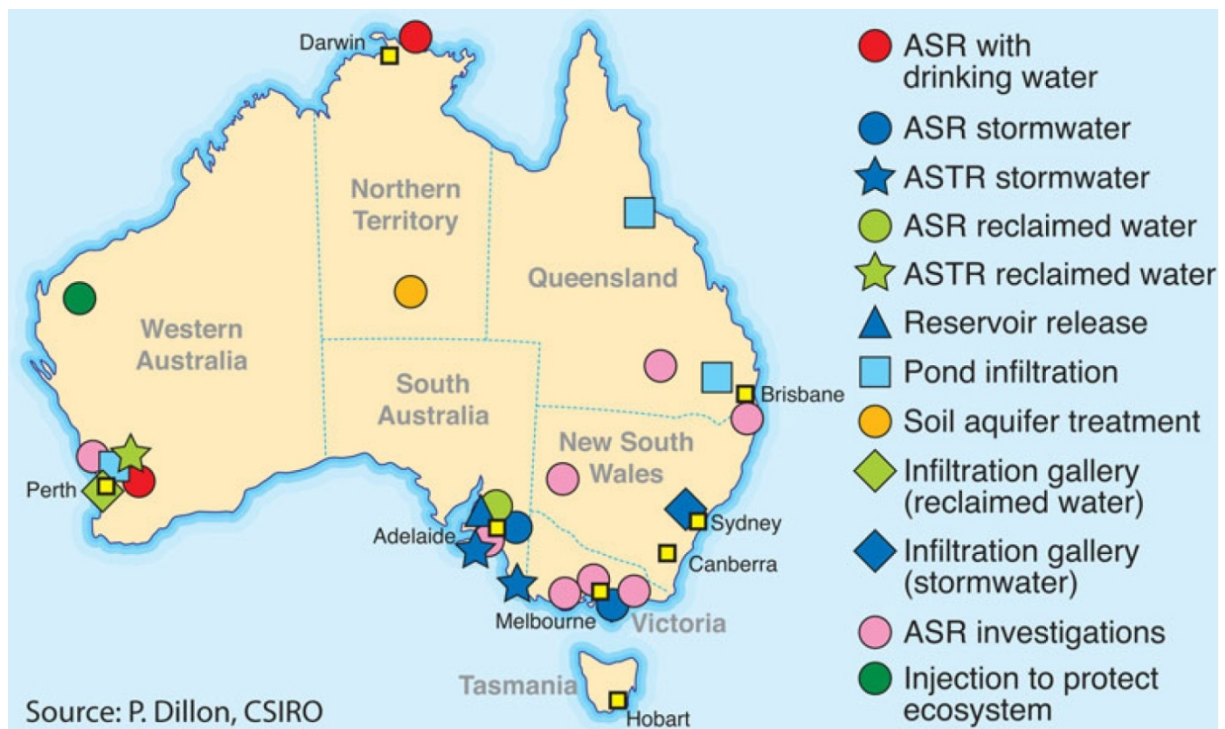 Darwin
Northern
Territory
Queensland
Western
Australia
South
Australia
Brisbane
New South
Wales
Perth
Adelaide
Sydney
Canberra
Melbourne
Victoria
Tasmania
Hobart
Source: P. Dillon, CSIRO
ASR with
drinking water
ASR stormwater
ASTR stormwater
ASR reclaimed water
ASTR reclaimed water
Reservoir release
Pond infiltration
Soil aquifer treatment
Infiltration gallery
(reclaimed water)
Infiltration gallery
(stormwater)
ASR investigations
Injection to protect
ecosystem